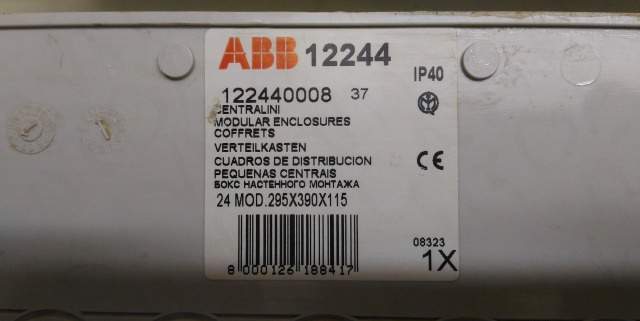 ABB 12244
IP40
122440008 37
CENTRALINI
MODULAR ENCLOSURES
COFFRETS
VERTEILKASTEN
CUADROS DE DISTRIBUCION
CE
PEQUENAS CENTRAIS
БОКС НАСТЕННОГО МОНТАЖА
24 MOD.295X390X115
08323
1X
8 000126 188417